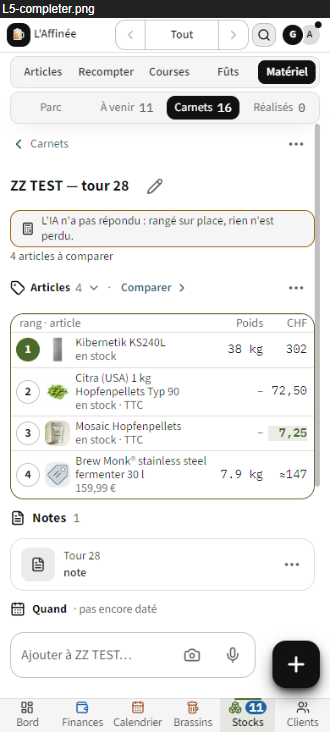 L5-completer.png
L'Affinée
Tout
G
A
Articles
Recompter
Courses
Fûts
Matériel
Parc
À venir 11
Carnets 16
Réalisés 0
Carnets
ZZ TEST — tour 28
L'IA n'a pas répondu : rangé sur place, rien n'est
perdu.
4 articles à comparer
Articles 4
· Comparer
rang · article
Poids
CHF
1
Kibernetik KS240L
en stock
38 kg
302
2
Citra (USA) 1 kg
Hopfenpellets Typ 90
en stock · TTC
–
72,50
3
Mosaic Hopfenpellets
en stock · TTC
–
7,25
4
Brew Monk® stainless steel
fermenter 30 l
159,99 €
7.9 kg
≈147
Notes 1
Tour 28
note
Quand · pas encore daté
Ajouter à ZZ TEST…
Bord
Finances
Calendrier
Brassins
11
Stocks
Clients